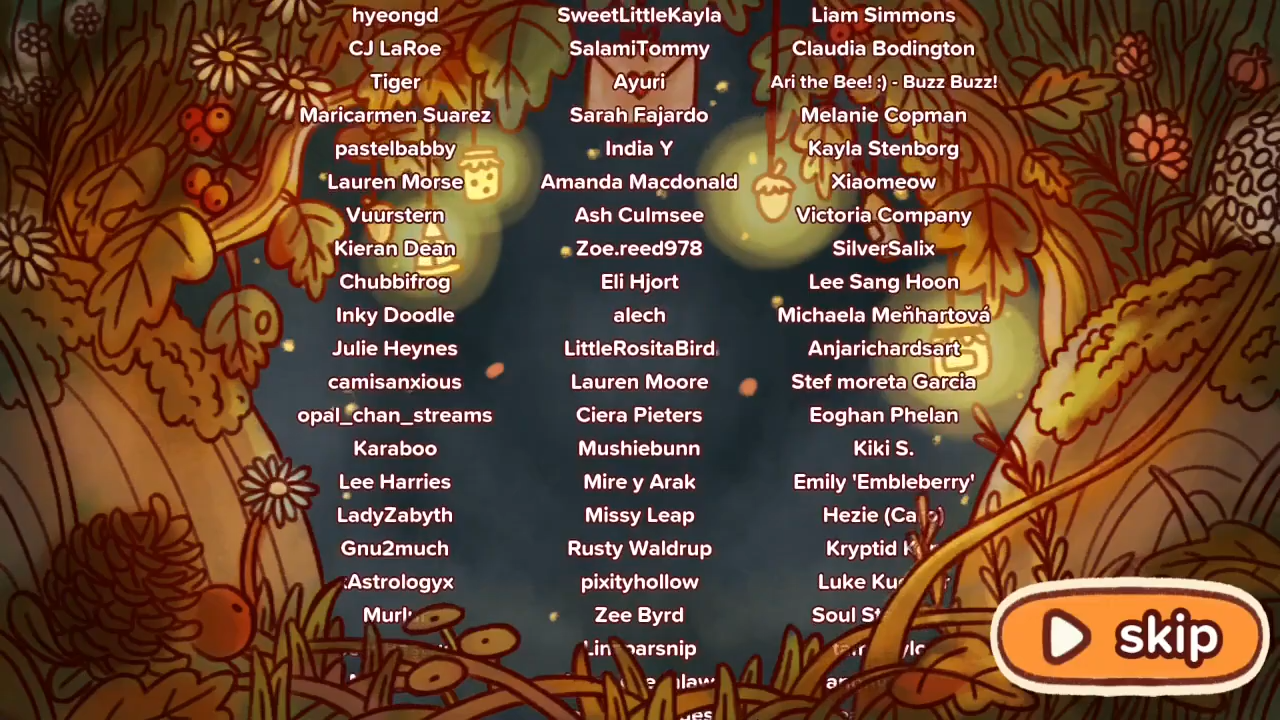 hyeongd SweetLittleKayla Liam Simmons
CJ LaRoe SalamiTommy Claudia Bodington
Tiger Ayuri Ari the Bee! :) - Buzz Buzz!
Maricarmen Suarez Sarah Fajardo Melanie Copman
pastelbabby India Y Kayla Stenborg
Lauren Morse Amanda Macdonald Xiaomeow
Vuurstern Ash Culmsee Victoria Company
Kieran Dean Zoe.reed978 SilverSalix
Chubbifrog Eli Hjort Lee Sang Hoon
Inky Doodle alech Michaela Meňhartová
Julie Heynes LittleRositaBird Anjarichardsart
camisanxious Lauren Moore Stef moreta Garcia
opal_chan_streams Ciera Pieters Eoghan Phelan
Karaboo Mushiebunn Kiki S.
Lee Harries Mire y Arak Emily 'Embleberry'
LadyZabyth Missy Leap Hezie
Gnu2much Rusty Waldrup Kryptid
pixityhollow Luke
Zee Byrd Soul
skip